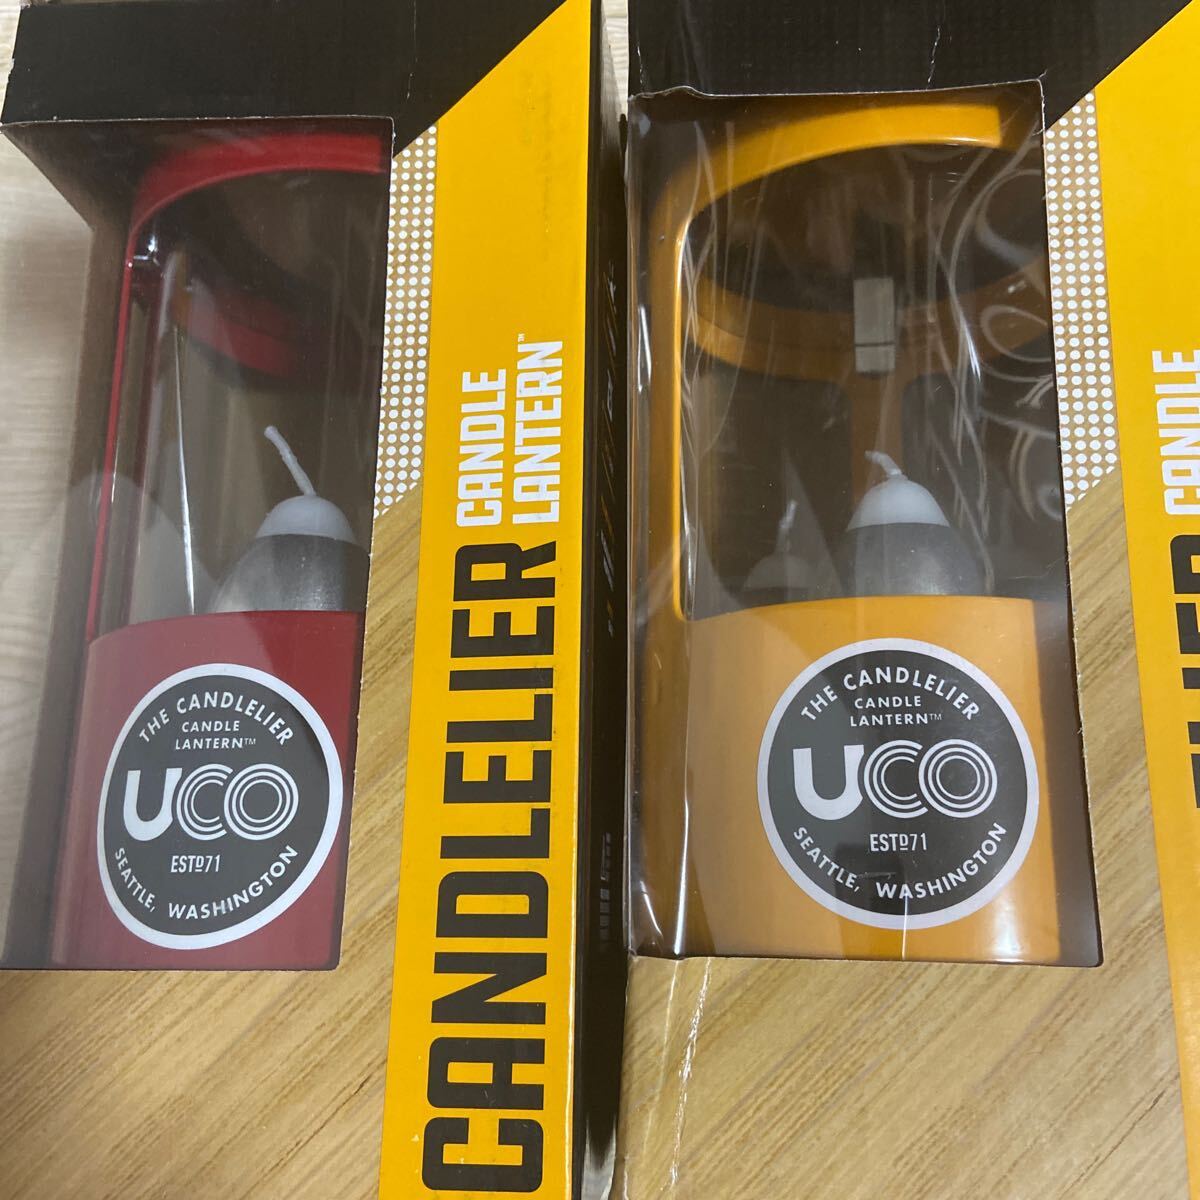 CANDLELIER
CANDLE
LANTERN™
THE CANDLELIER
CANDLE
LANTERN™
UCO
ESTD71
SEATTLE, WASHINGTON
THE CANDLELIER
CANDLE
LANTERN™
UCO
ESTD71
SEATTLE, WASHINGTON
CANDLE